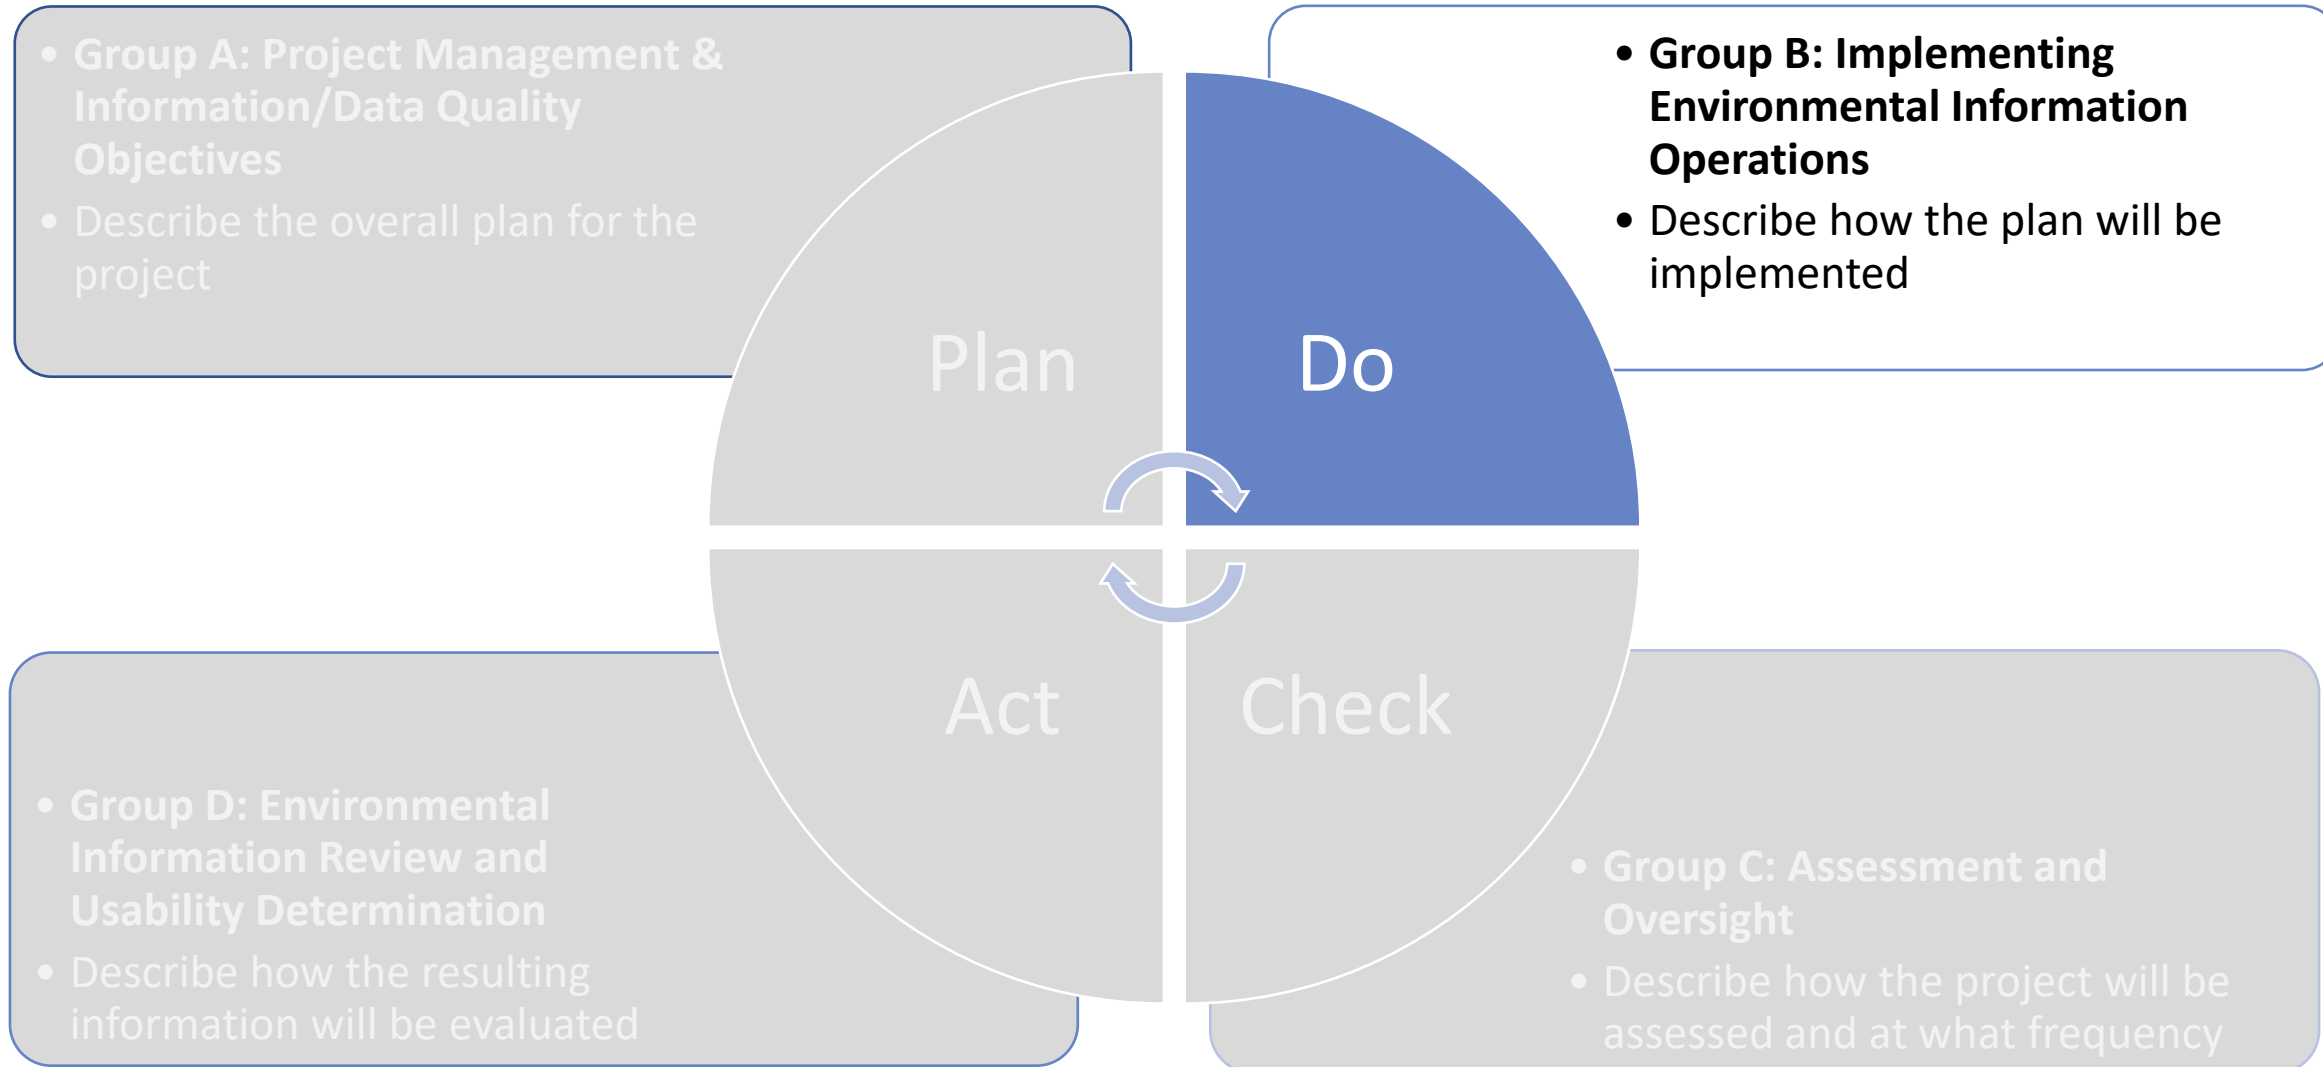 • Group A: Project Management &
Information/Data Quality
Objectives
• Describe the overall plan for the
project
• Group B: Implementing
Environmental Information
Operations
• Describe how the plan will be
implemented
Plan
Do
Act
Check
• Group D: Environmental
Information Review and
Usability Determination
• Describe how the resulting
information will be evaluated
• Group C: Assessment and
Oversight
• Describe how the project will be
assessed and at what frequency